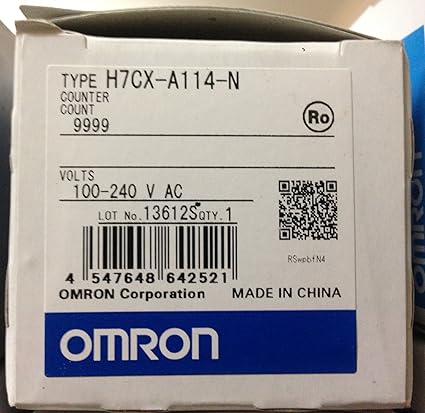 TYPE H7CX-A114-N
COUNTER
COUNT
9999
Ro
VOLTS
100-240 V AC
LOT No.13612S QTY.1
RSwpbfN4
4 547648 642521
OMRON Corporation MADE IN CHINA
OMRON
OMRON